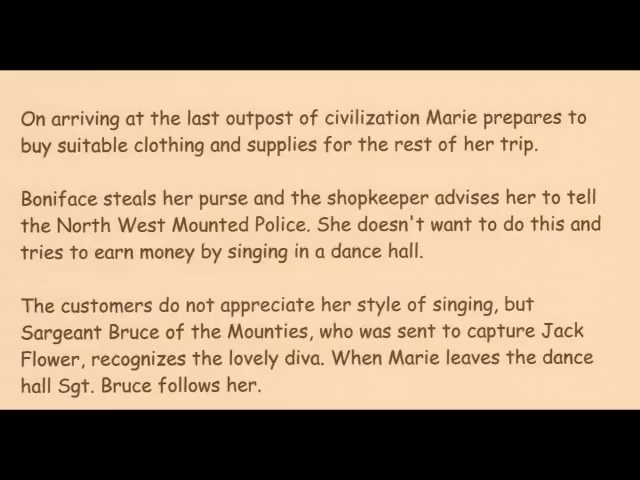 On arriving at the last outpost of civilization Marie prepares to
buy suitable clothing and supplies for the rest of her trip.
Boniface steals her purse and the shopkeeper advises her to tell
the North West Mounted Police. She doesn't want to do this and
tries to earn money by singing in a dance hall.
The customers do not appreciate her style of singing, but
Sargeant Bruce of the Mounties, who was sent to capture Jack
Flower, recognizes the lovely diva. When Marie leaves the dance
hall Sgt. Bruce follows her.